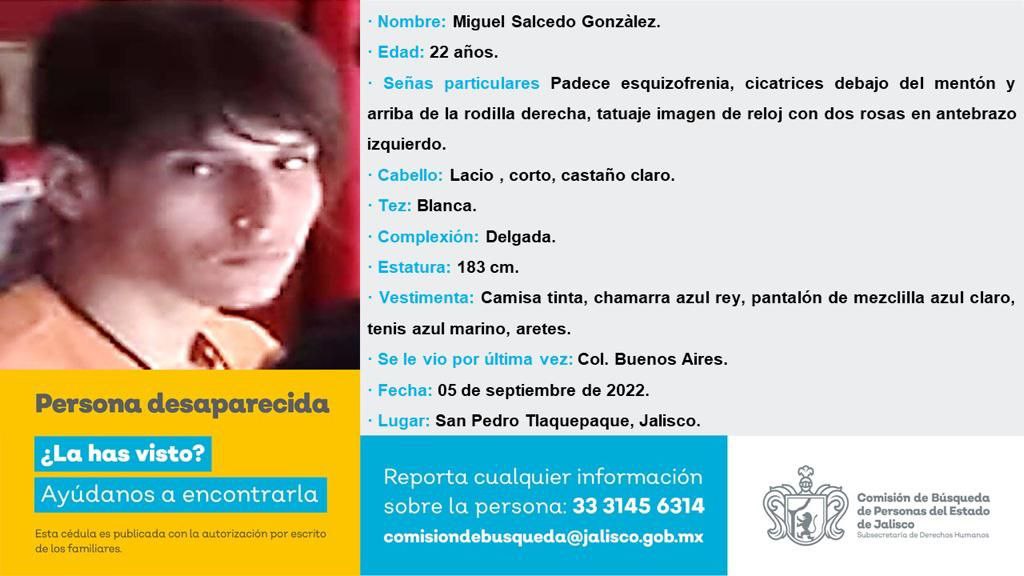 · Nombre: Miguel Salcedo Gonzàlez.
· Edad: 22 años.
· Señas particulares Padece esquizofrenia, cicatrices debajo del mentón y
arriba de la rodilla derecha, tatuaje imagen de reloj con dos rosas en antebrazo
izquierdo.
· Cabello: Lacio , corto, castaño claro.
· Tez: Blanca.
· Complexión: Delgada.
· Estatura: 183 cm.
· Vestimenta: Camisa tinta, chamarra azul rey, pantalón de mezclilla azul claro,
tenis azul marino, aretes.
· Se le vio por última vez: Col. Buenos Aires.
· Fecha: 05 de septiembre de 2022.
· Lugar: San Pedro Tlaquepaque, Jalisco.
Persona desaparecida
¿La has visto?
Ayúdanos a encontrarla
Esta cédula es publicada con la autorización por escrito
de los familiares.
Reporta cualquier información
sobre la persona: 33 3145 6314
comisiondebusqueda@jalisco.gob.mx
Comisión de Búsqueda
de Personas del Estado
de Jalisco
Subsecretaría de Derechos Humanos